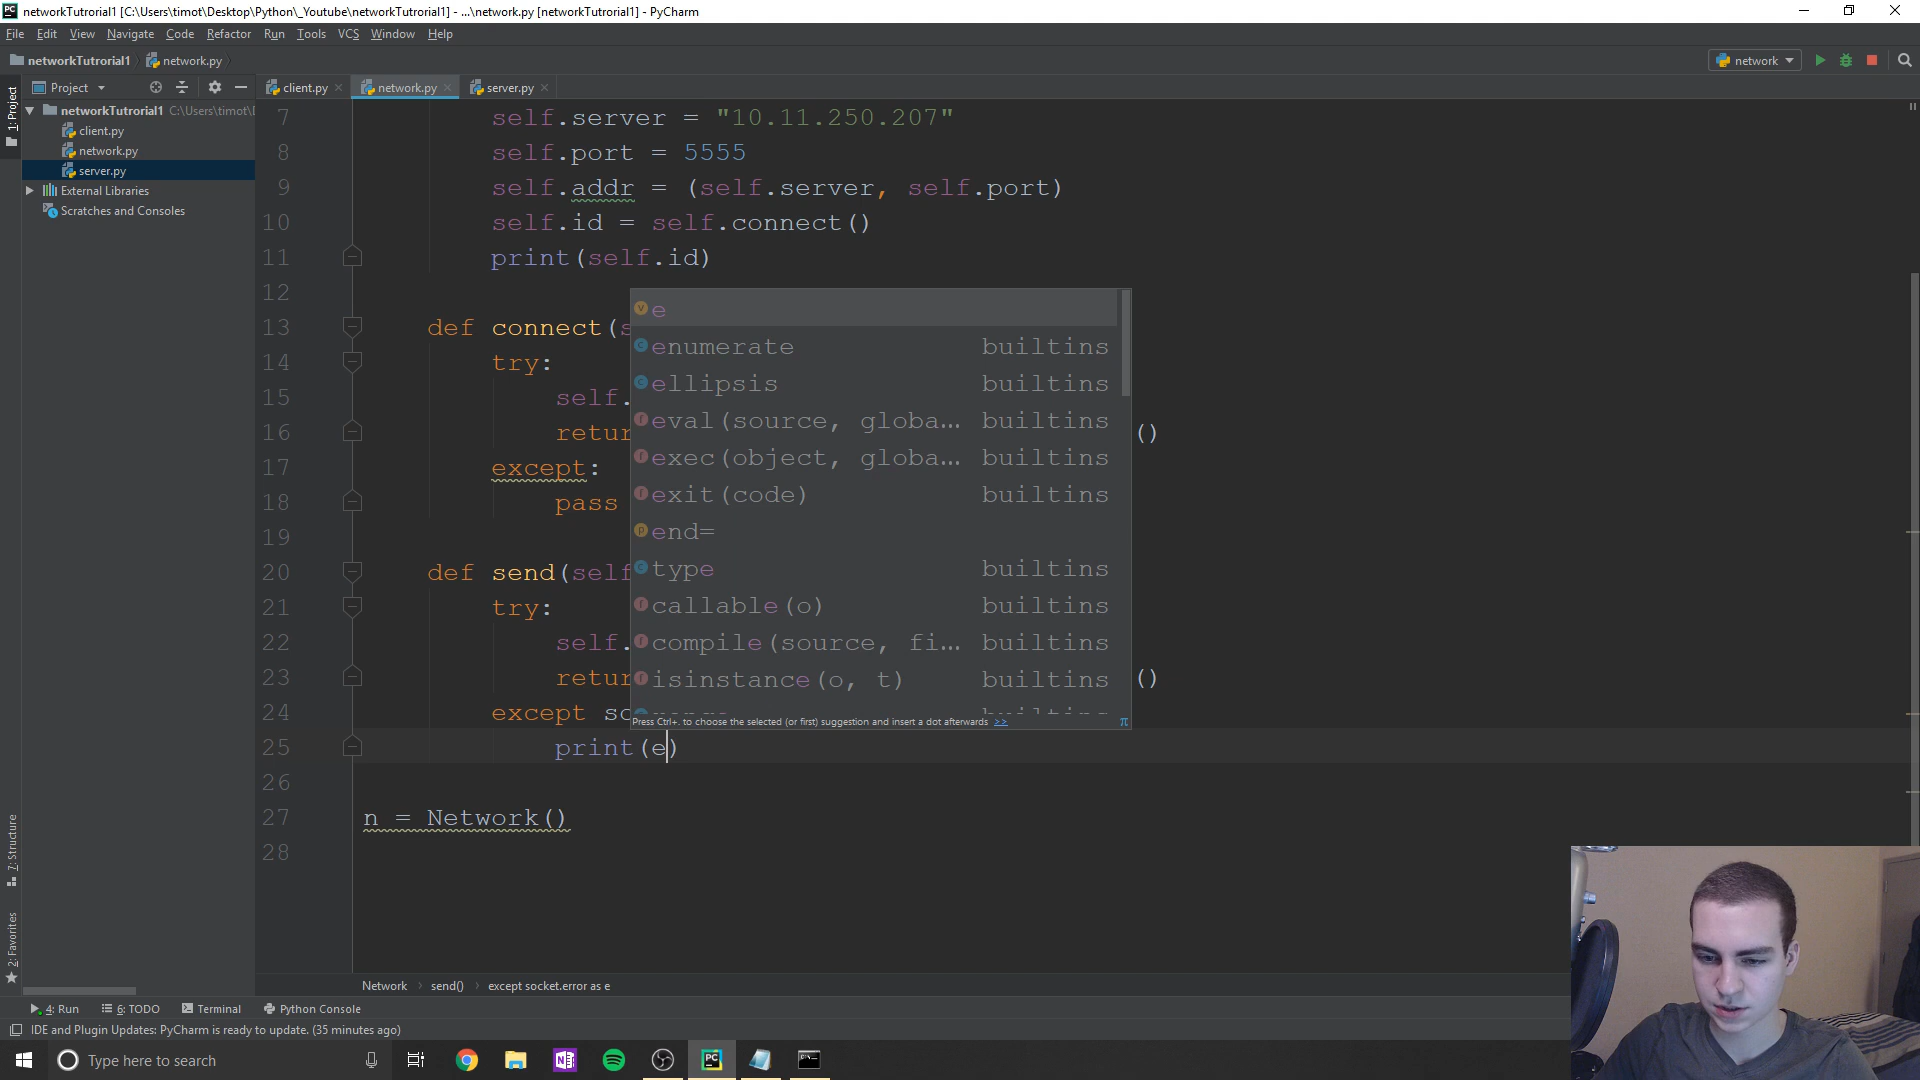 networkTutrorial1 [C:\Users\timot\Desktop\Python\_Youtube\networkTutrorial1] - ...\network.py [networkTutrorial1] - PyCharm
File Edit View Navigate Code Refactor Run Tools VCS Window Help
networkTutrorial1 network.py network
1: Project
Project client.py network.py server.py
networkTutrorial1 C:\Users\timot\
client.py
network.py
server.py
External Libraries
Scratches and Consoles
7 self.server = "10.11.250.207"
8 self.port = 5555
9 self.addr = (self.server, self.port)
10 self.id = self.connect()
11 print(self.id)
12
13 def connect(s
14 try:
15 self.
16 retur ()
17 except:
18 pass
19
20 def send(self
21 try:
22 self.
23 retur ()
24 except so
25 print(e)
26
27 n = Network()
28
e
enumerate builtins
ellipsis builtins
eval(source, globa... builtins
exec(object, globa... builtins
exit(code) builtins
end=
type builtins
callable(o) builtins
compile(source, fi... builtins
isinstance(o, t) builtins
Press Ctrl+. to choose the selected (or first) suggestion and insert a dot afterwards >> π
7: Structure
2: Favorites
Network send() except socket.error as e
4: Run 6: TODO Terminal Python Console
IDE and Plugin Updates: PyCharm is ready to update. (35 minutes ago)
Type here to search